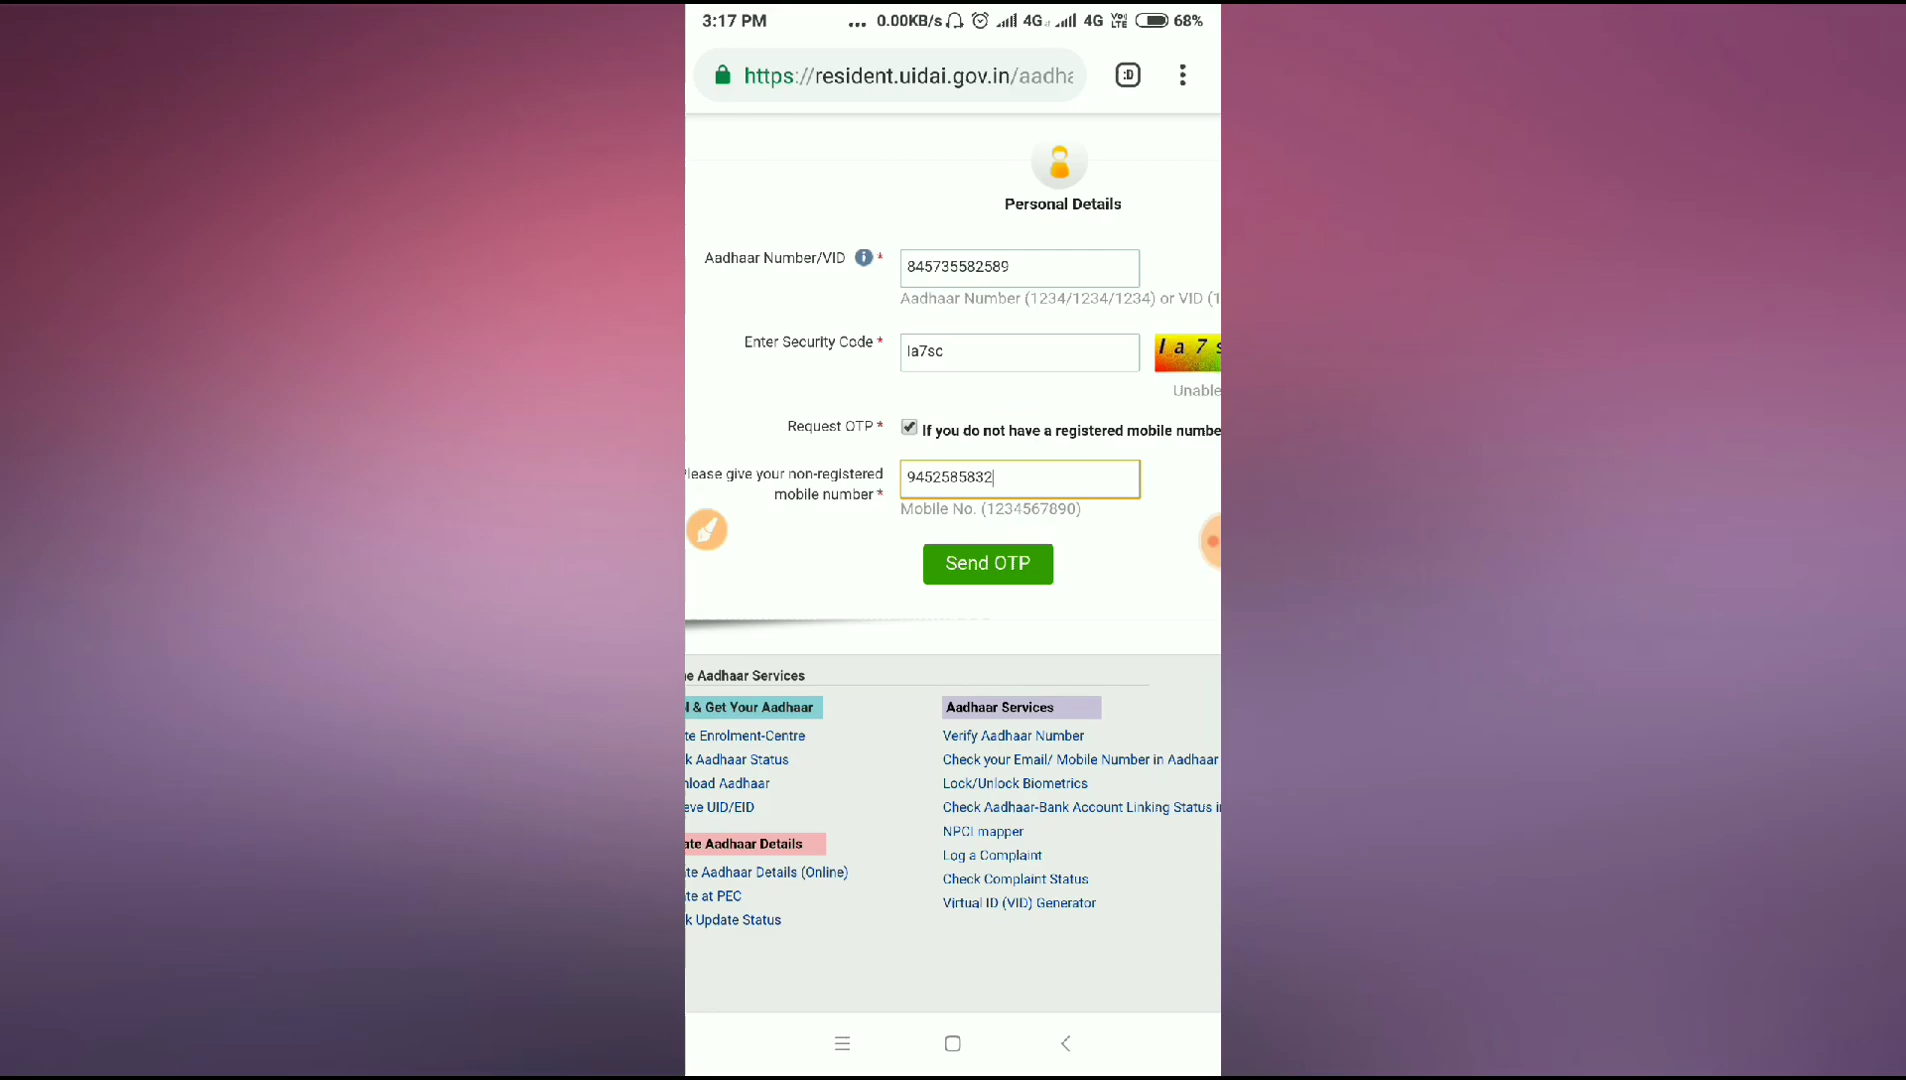 3:17 PM ... 0.00KB/s 4G 4G VoLTE 68%
https://resident.uidai.gov.in/aadha
:D
Personal Details
Aadhaar Number/VID *
845735582589
Aadhaar Number (1234/1234/1234) or VID (1
Enter Security Code *
la7sc
la7s
Unable
Request OTP *
If you do not have a registered mobile numbe
Please give your non-registered
mobile number *
9452585832
Mobile No. (1234567890)
Send OTP
e Aadhaar Services
l & Get Your Aadhaar
te Enrolment-Centre
k Aadhaar Status
nload Aadhaar
eve UID/EID
ate Aadhaar Details
te Aadhaar Details (Online)
te at PEC
k Update Status
Aadhaar Services
Verify Aadhaar Number
Check your Email/ Mobile Number in Aadhaar
Lock/Unlock Biometrics
Check Aadhaar-Bank Account Linking Status i
NPCI mapper
Log a Complaint
Check Complaint Status
Virtual ID (VID) Generator